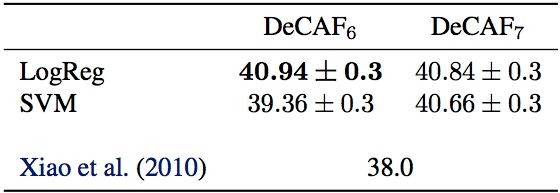 DeCAF₆ DeCAF₇
LogReg 40.94 ± 0.3 40.84 ± 0.3
SVM 39.36 ± 0.3 40.66 ± 0.3
Xiao et al. (2010) 38.0